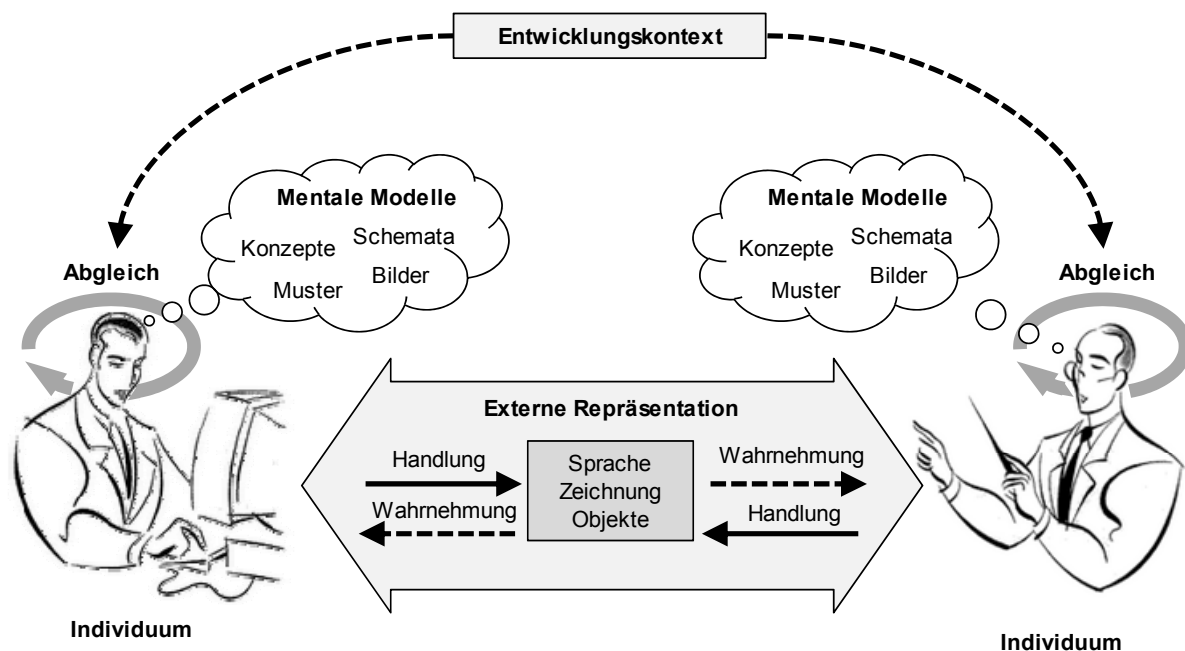 Entwicklungskontext
Mentale Modelle
Konzepte
Schemata
Muster
Bilder
Mentale Modelle
Konzepte
Schemata
Muster
Bilder
Abgleich
Abgleich
Externe Repräsentation
Handlung
Wahrnehmung
Sprache
Zeichnung
Objekte
Wahrnehmung
Handlung
Individuum
Individuum